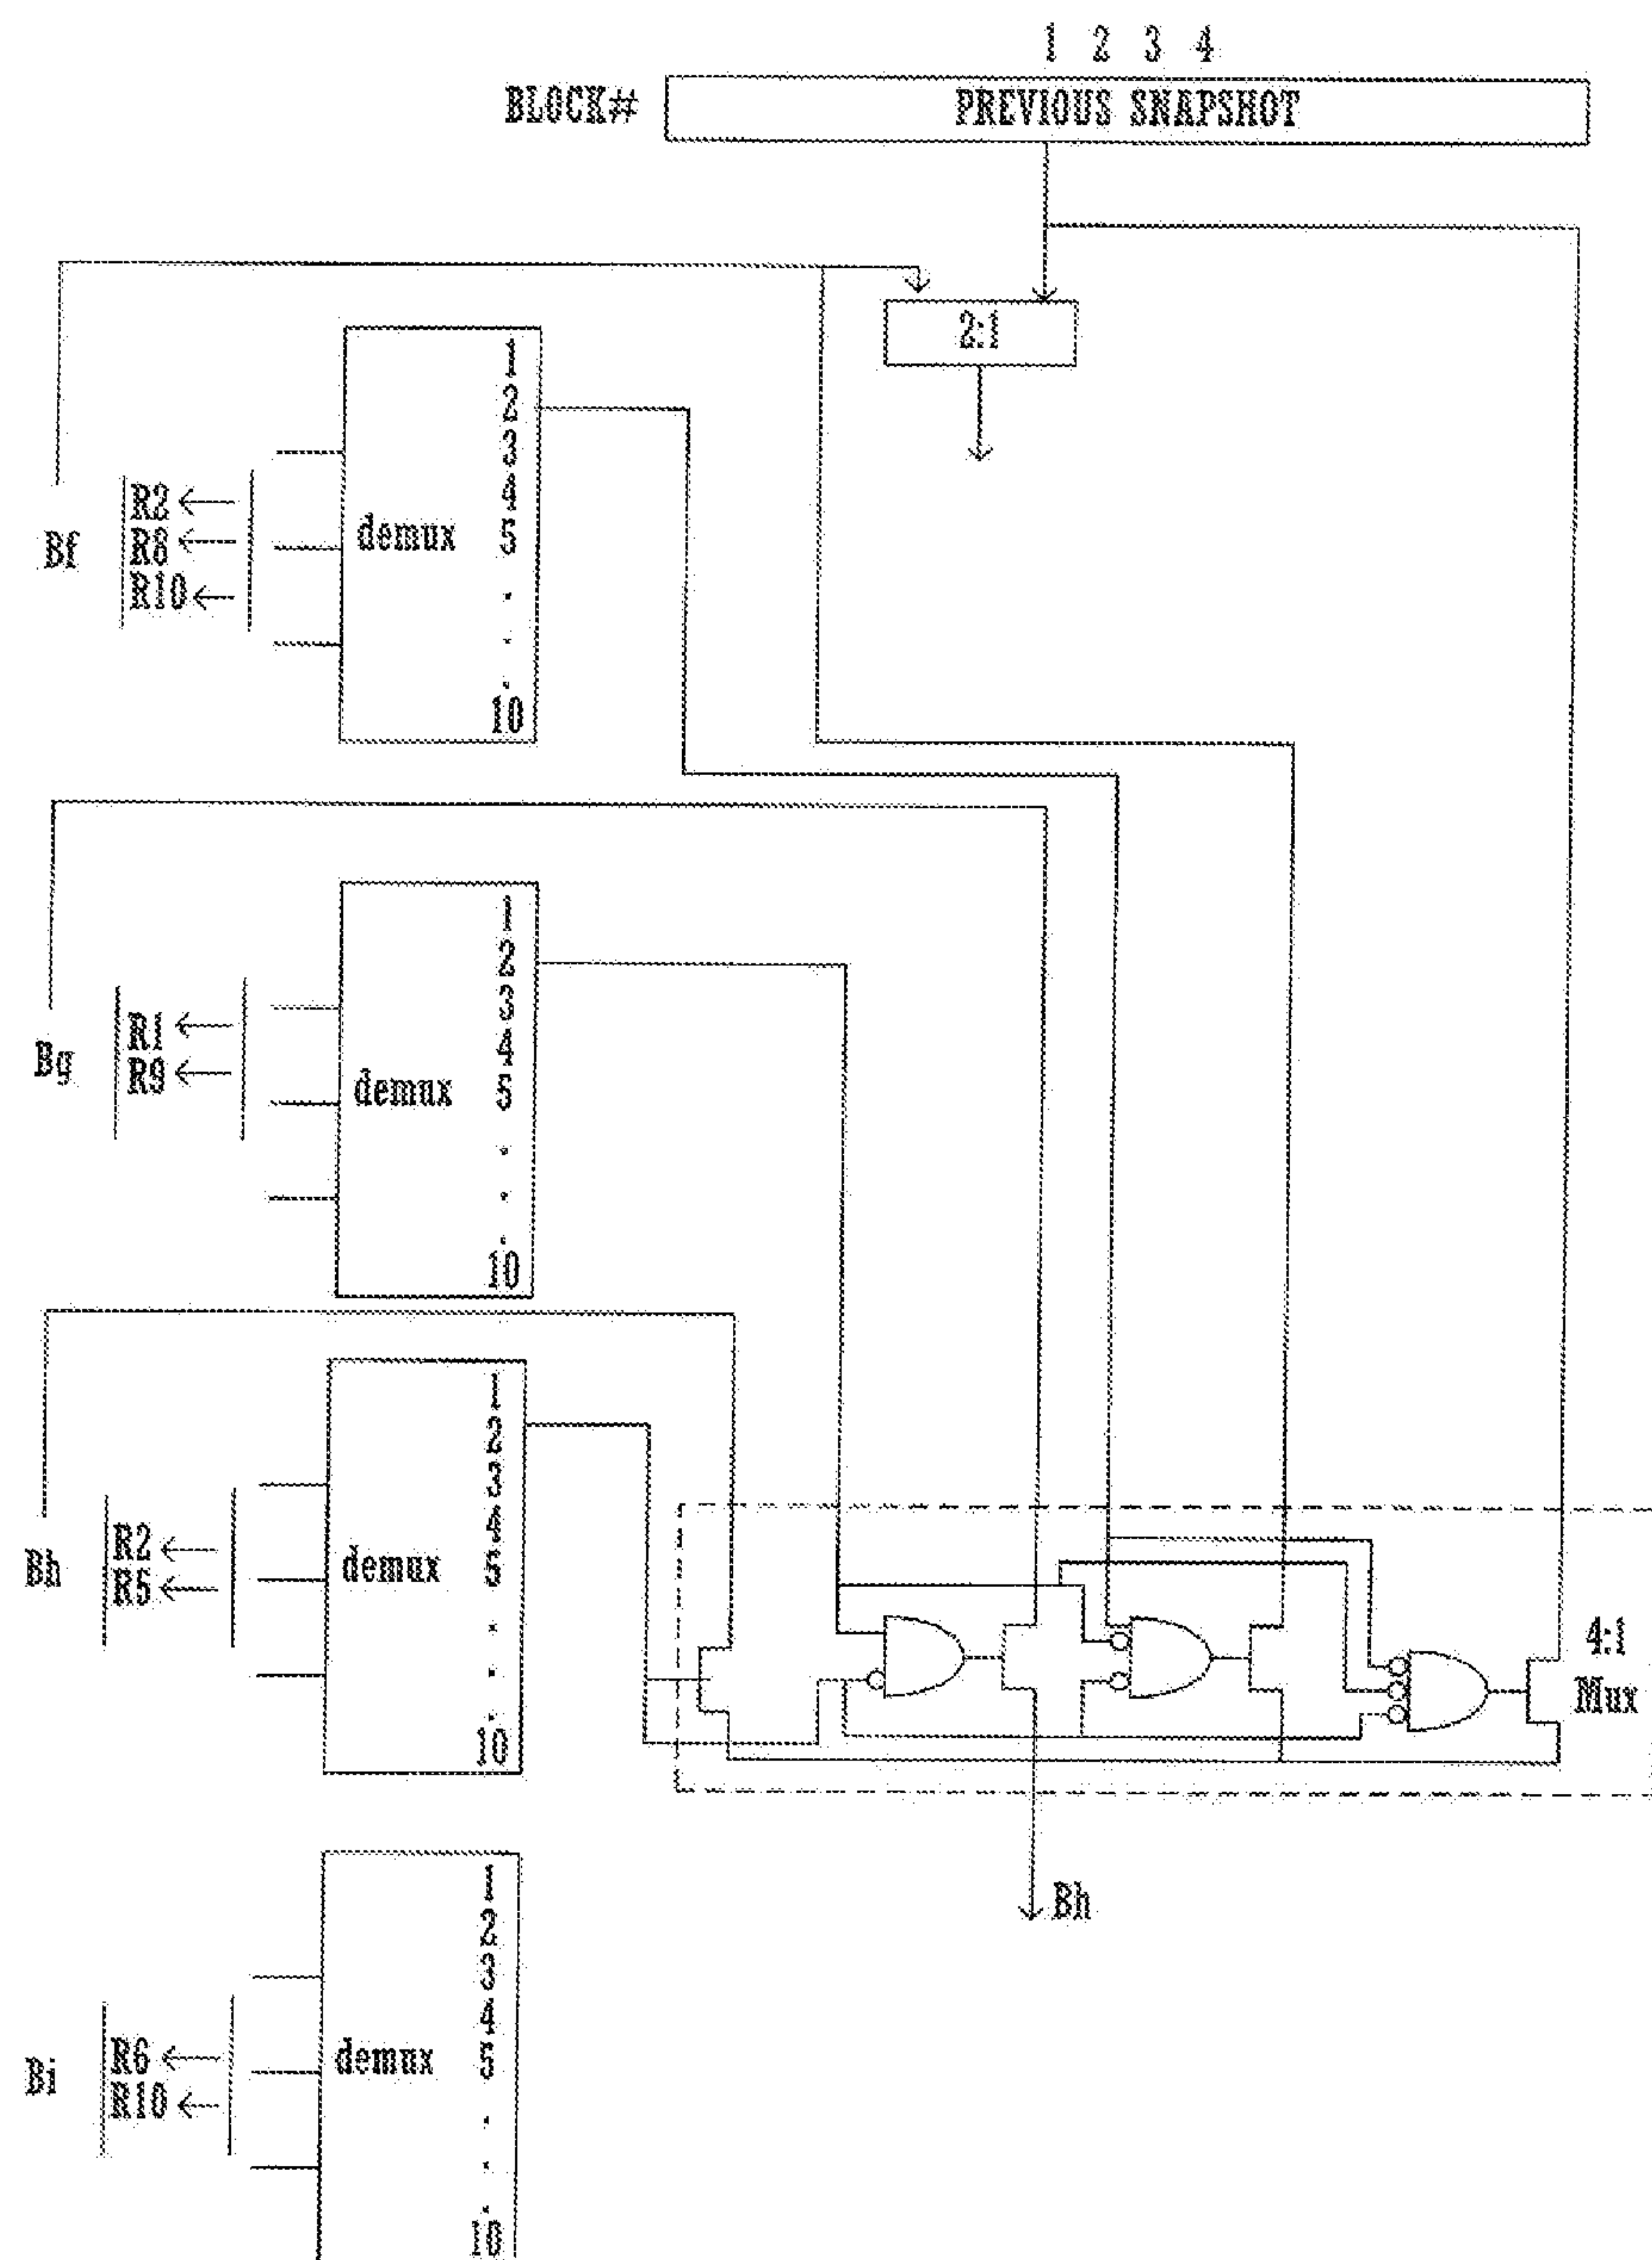 1 2 3 4
BLOCK# PREVIOUS SNAPSHOT
2:1
Bf
R2
R8
R10
demux
1
2
3
4
5
.
.
.
10
Bg
R1
R9
demux
1
2
3
4
5
.
.
.
10
Bh
R2
R5
demux
1
2
3
4
5
.
.
.
10
4:1
Mux
Bh
Bi
R6
R10
demux
1
2
3
4
5
.
.
.
10